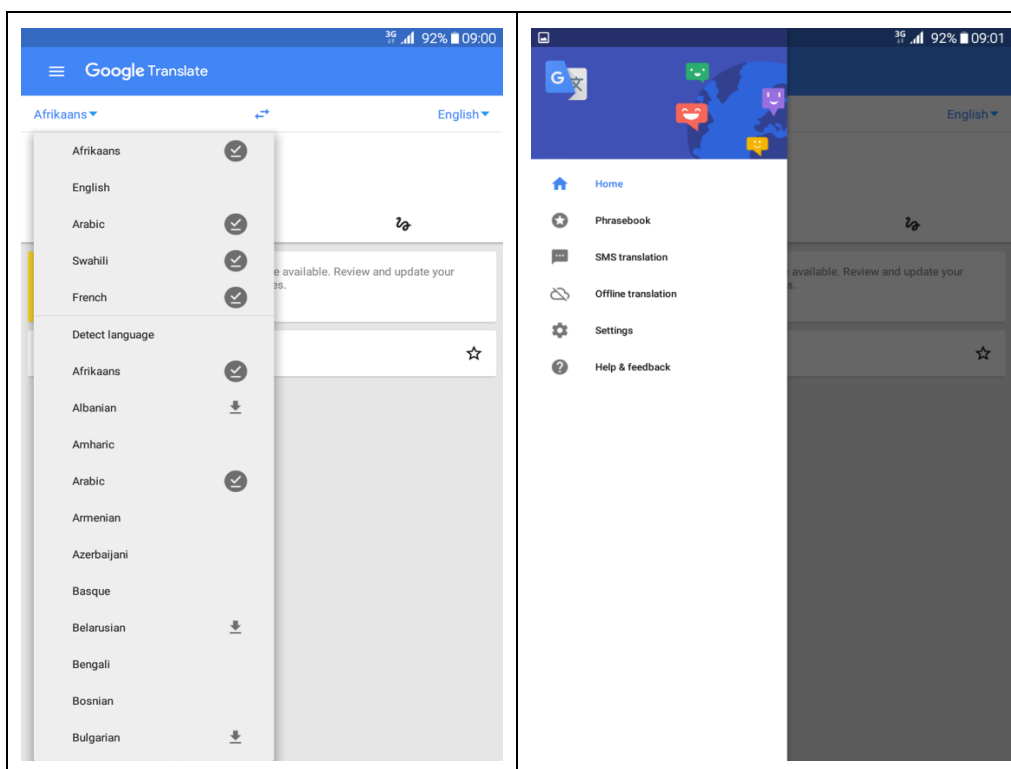 3G 92% 09:00
Google Translate
Afrikaans English
Afrikaans
English
Arabic
Swahili
French
Detect language
Afrikaans
Albanian
Amharic
Arabic
Armenian
Azerbaijani
Basque
Belarusian
Bengali
Bosnian
Bulgarian
available. Review and update your
3G 92% 09:01
G 文
English
Home
Phrasebook
SMS translation
Offline translation
Settings
Help & feedback
available. Review and update your